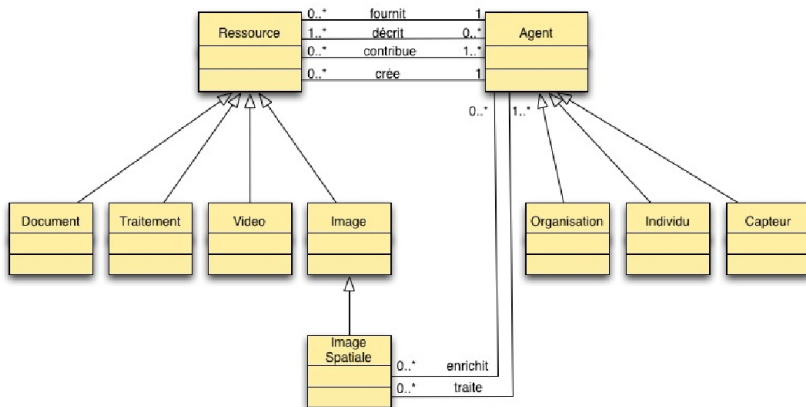 0..* fournit 1
Ressource
1..* décrit 0..*
Agent
0..* contribue 1..*
0..* crée 1
0..* 1..*
Document
Traitement
Video
Image
Organisation
Individu
Capteur
Image
Spatiale
0..* enrichit
0..* traite